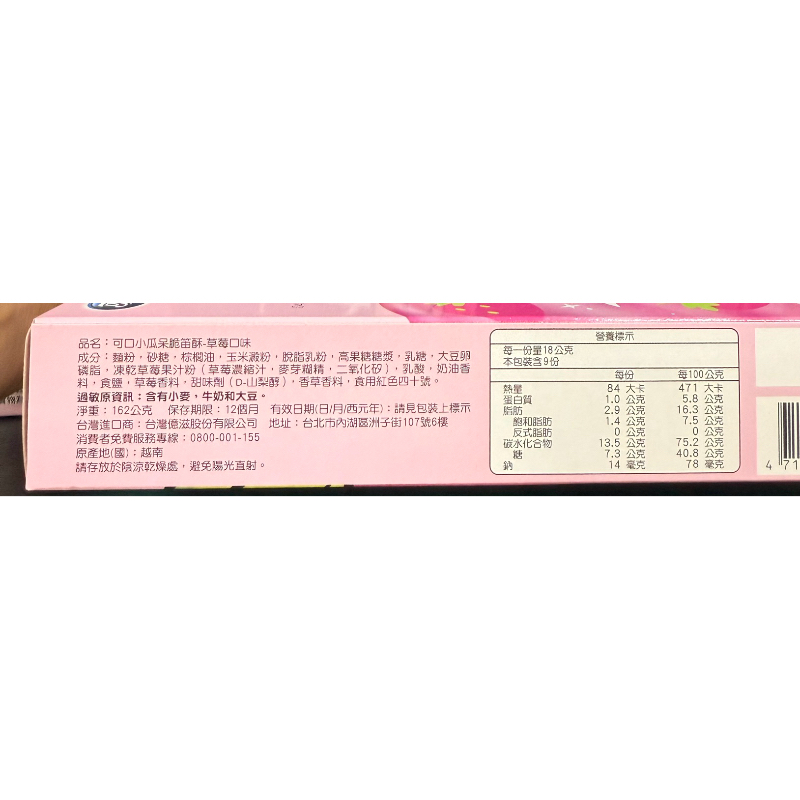 品名：可口小瓜呆脆笛酥-草莓口味
成分：麵粉，砂糖，棕櫚油，玉米澱粉，脫脂乳粉，高果糖糖漿，乳糖，大豆卵
磷脂，凍乾草莓果汁粉（草莓濃縮汁，麥芽糊精，二氧化矽），乳酸，奶油香
料，食鹽，草莓香料，甜味劑（D-山梨醇），香草香料，食用紅色四十號。
過敏原資訊：含有小麥，牛奶和大豆。
淨重：162公克 保存期限：12個月 有效日期(日/月/西元年)：請見包裝上標示
台灣進口商：台灣億滋股份有限公司 地址：台北市內湖區洲子街107號6樓
消費者免費服務專線：0800-001-155
原產地(國)：越南
請存放於陰涼乾燥處，避免陽光直射。
營養標示
每一份量18公克
本包裝含9份
每份 每100公克
熱量 84 大卡 471 大卡
蛋白質 1.0 公克 5.8 公克
脂肪 2.9 公克 16.3 公克
飽和脂肪 1.4 公克 7.5 公克
反式脂肪 0 公克 0 公克
碳水化合物 13.5 公克 75.2 公克
糖 7.3 公克 40.8 公克
鈉 14 毫克 78 毫克
4 71